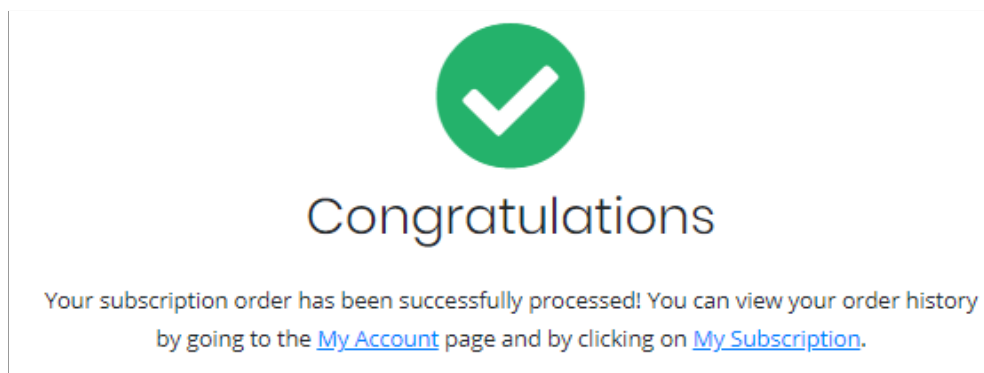 Congratulations
Your subscription order has been successfully processed! You can view your order history
by going to the My Account page and by clicking on My Subscription.